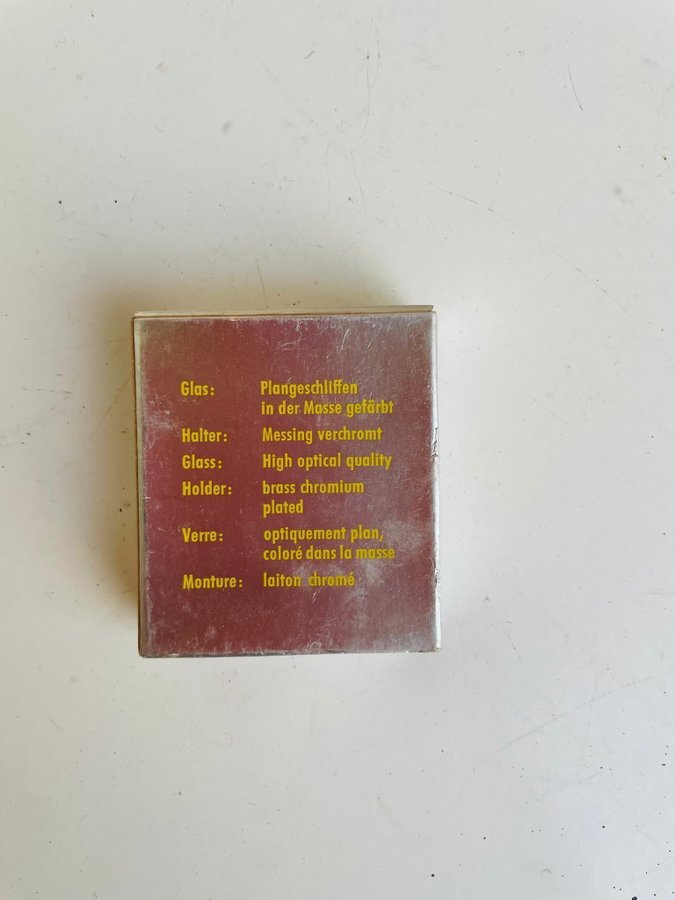 Glas: Plangeschliffen
in der Masse gefärbt
Halter: Messing verchromt
Glass: High optical quality
Holder: brass chromium
plated
Verre: optiquement plan,
coloré dans la masse
Monture: laiton chromé